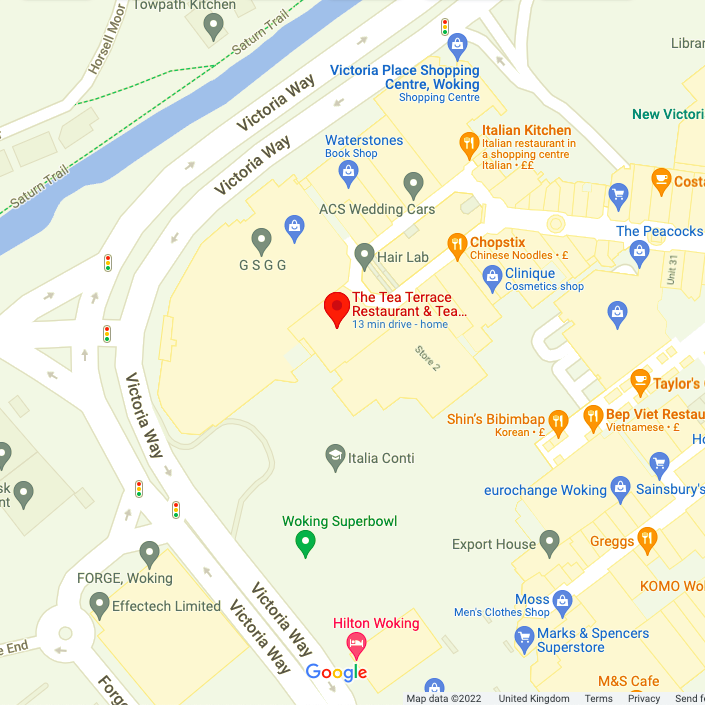 Towpath Kitchen
Horsell Moor
Saturn-Trail
Victoria Way
Victoria Place Shopping
Centre, Woking
Shopping Centre
Victoria Way
Waterstones
Book Shop
Italian Kitchen
Italian restaurant in
a shopping centre
Italian • ££
New Victori
Costa
Saturn-Trail
ACS Wedding Cars
The Peacocks
Hair Lab
Chopstix
Chinese Noodles • £
G S G G
Clinique
Cosmetics shop
Unit 31
The Tea Terrace
Restaurant & Tea...
13 min drive - home
Store 2
Taylor's
Victoria Way
Shin's Bibimbap
Korean • £
Bep Viet Restau
Vietnamese • £
Italia Conti
eurochange Woking
Sainsbury's
sk
nt
Woking Superbowl
Export House
Greggs
FORGE, Woking
KOMO Wo
Effectech Limited
Victoria Way
Victoria Way
Moss
Men's Clothes Shop
Hilton Woking
Marks & Spencers
Superstore
e End
Google
M&S Cafe
Forge
Map data ©2022 United Kingdom Terms Privacy Send fe